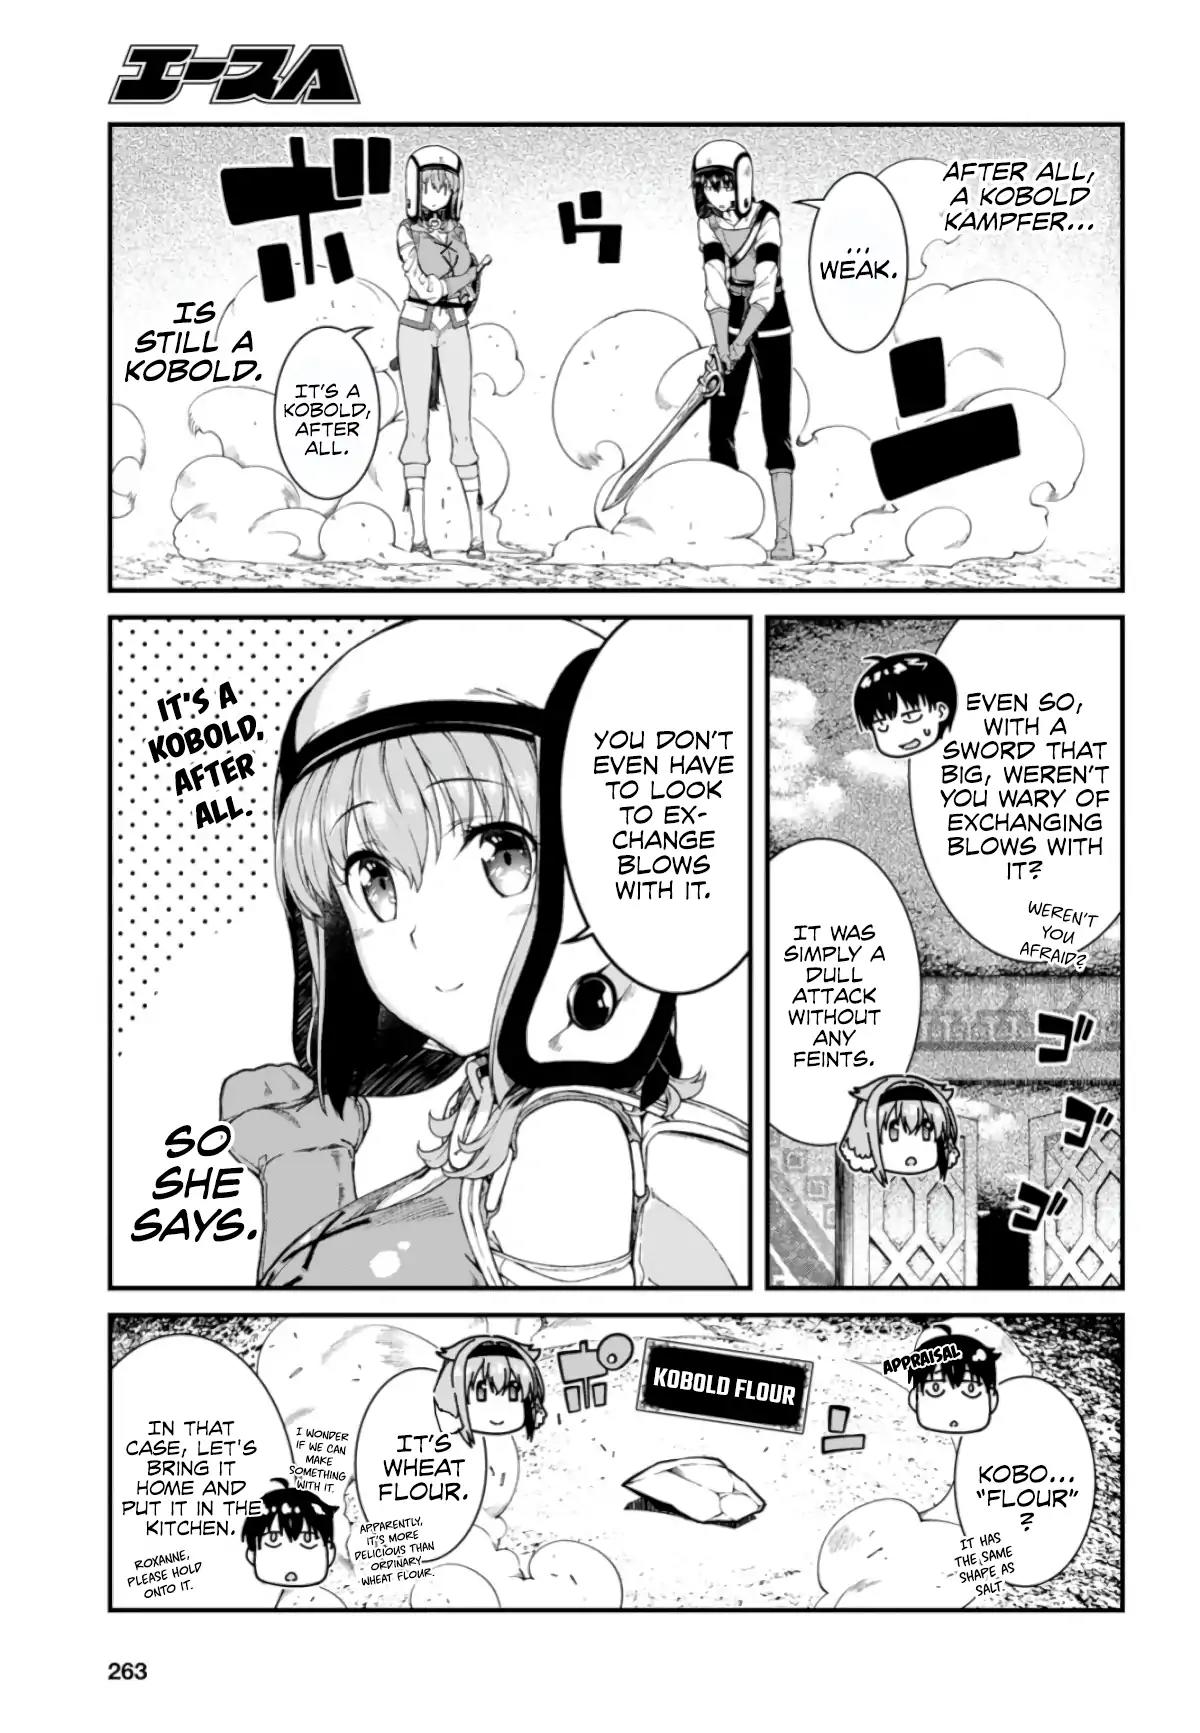 エースA
AFTER ALL,
A KOBOLD
KAMPFER...
...
WEAK.
ド
ド
ン
IS
STILL A
KOBOLD.
IT'S A
KOBOLD,
AFTER
ALL.
EVEN SO,
WITH A
SWORD THAT
BIG, WEREN'T
YOU WARY OF
EXCHANGING
BLOWS WITH
IT?
WEREN'T
YOU
AFRAID?
IT WAS
SIMPLY A
DULL
ATTACK
WITHOUT
ANY
FEINTS.
ゴ
ゴ
ゴ
YOU DON'T
EVEN HAVE
TO LOOK
TO EX-
CHANGE
BLOWS
WITH IT.
IT'S A
KOBOLD,
AFTER
ALL.
SO
SHE
SAYS.
APPRAISAL
KOBO...
"FLOUR"
?
IT HAS
THE SAME
SHAPE AS
SALT.
KOBOLD FLOUR
ポ
ン
IT'S
WHEAT
FLOUR.
APPARENTLY,
IT'S MORE
DELICIOUS THAN
ORDINARY
WHEAT FLOUR.
I WONDER
IF WE CAN
MAKE
SOMETHING
WITH IT.
IN THAT
CASE, LET'S
BRING IT
HOME AND
PUT IT IN THE
KITCHEN.
ROXANNE,
PLEASE HOLD
ONTO IT.
263